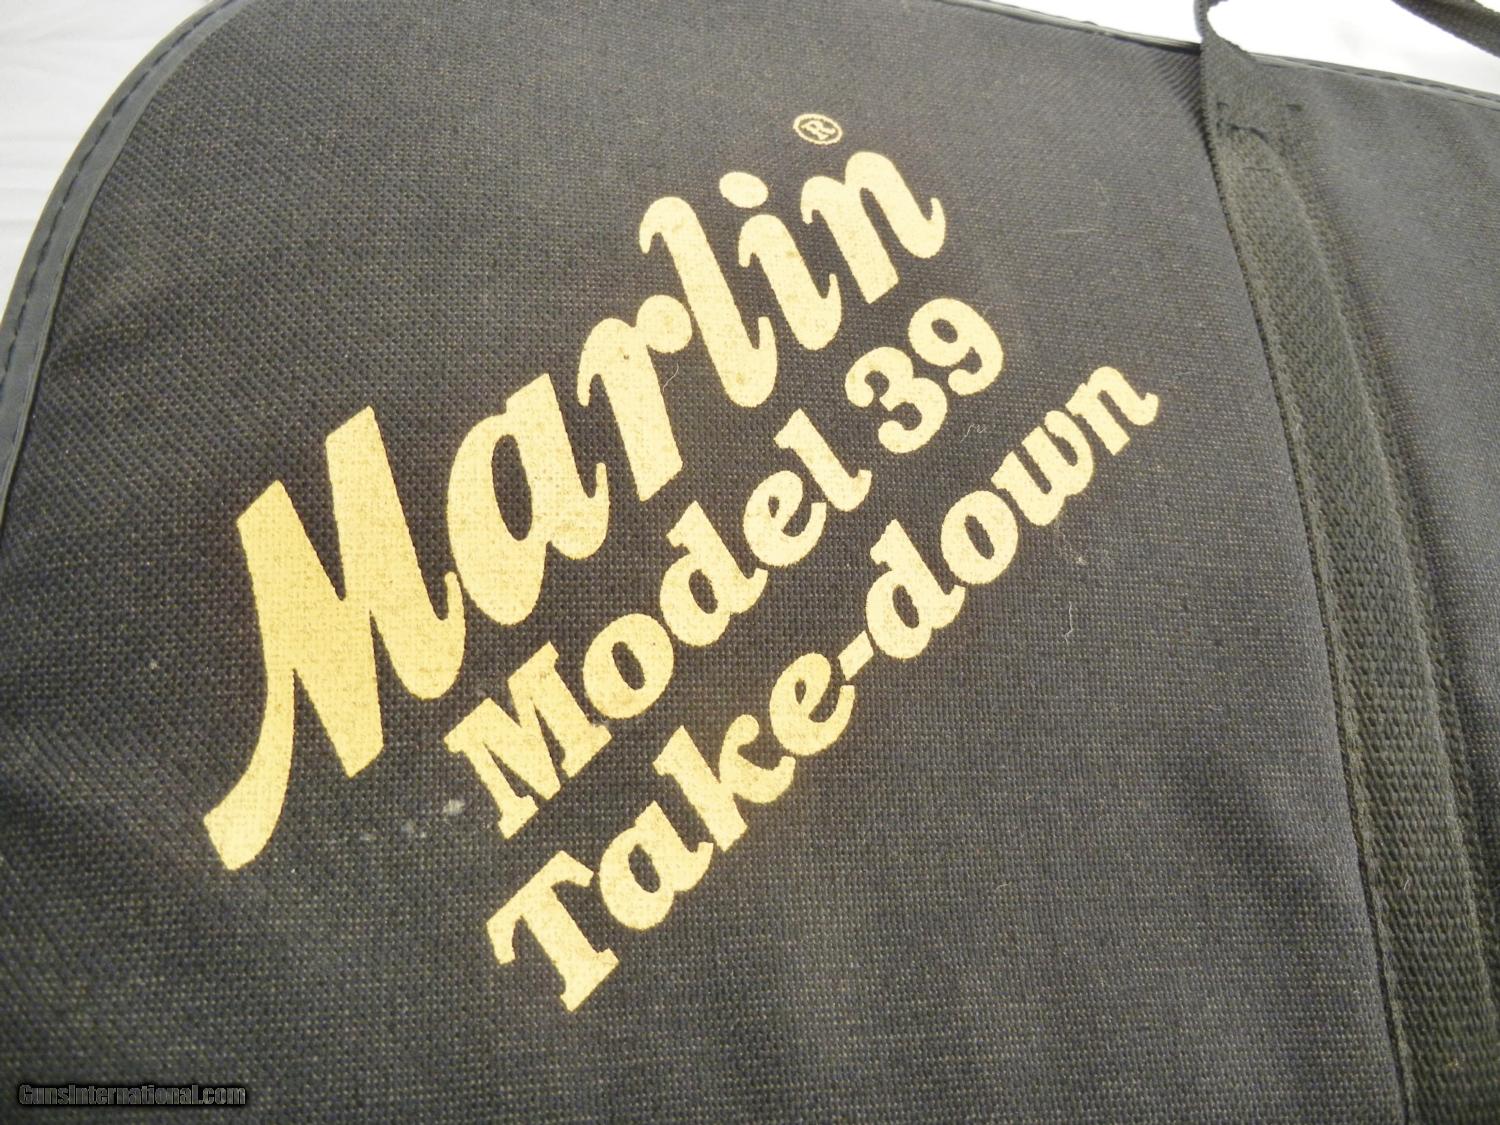 Marlin®
Model 39
Take-down
GunsInternational.com